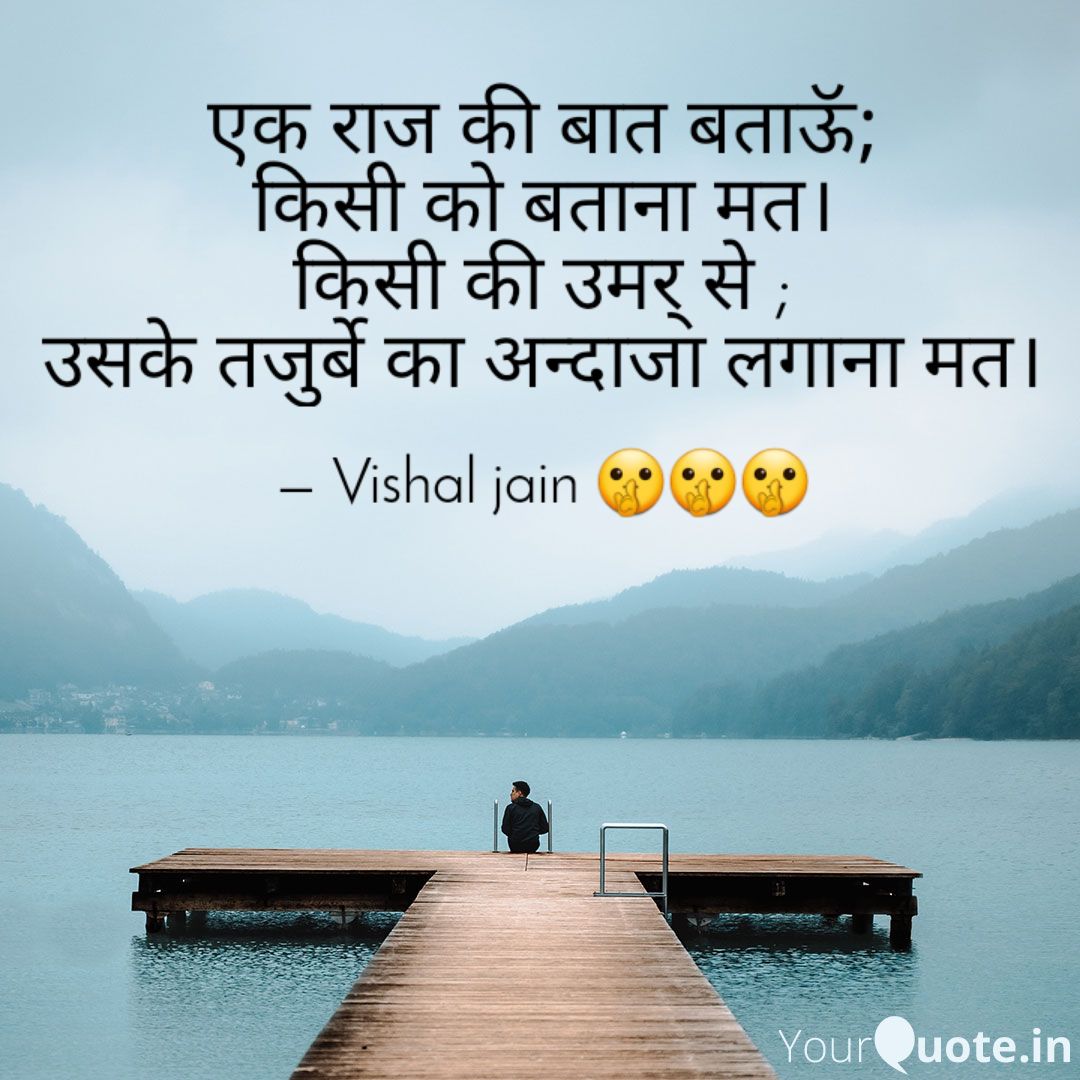 एक राज की बात बताऊॅ;
किसी को बताना मत।
किसी की उमर् से ;
उसके तजुर्बे का अन्दाजा लगाना मत।
– Vishal jain 🤫🤫🤫
YourQuote.in